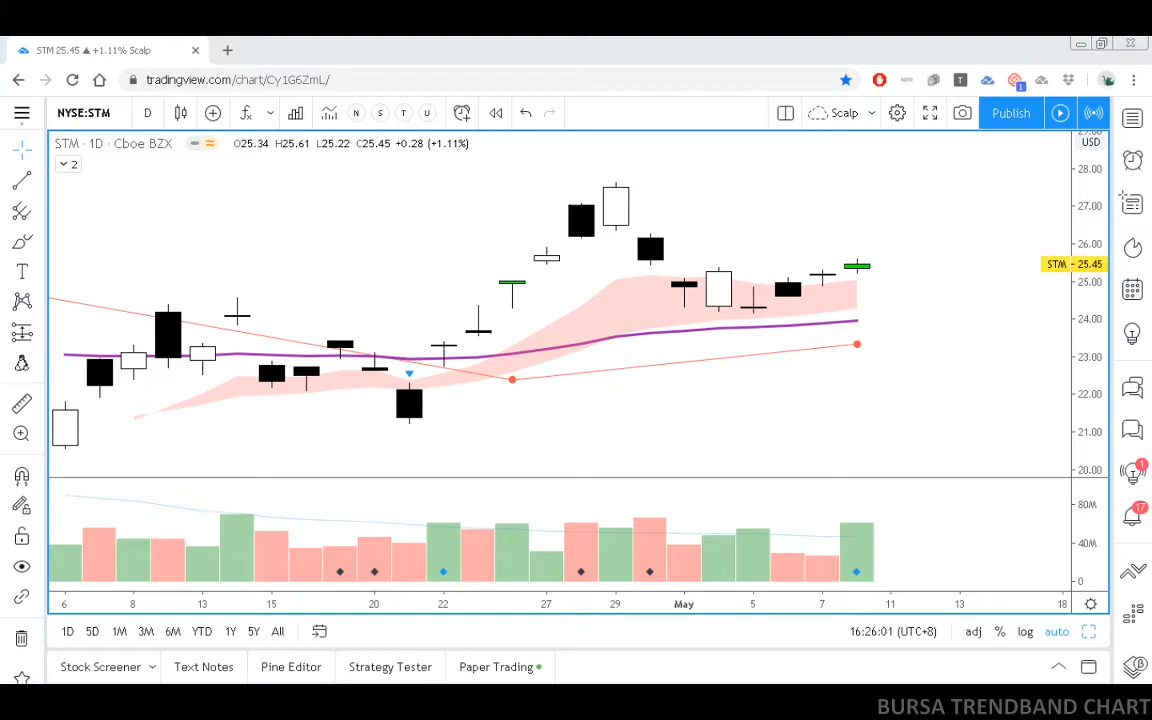 STM 25.45 ▲ +1.11% Scalp
tradingview.com/chart/Cy1G6ZmL/
1
NYSE:STM D N S T U Scalp Publish
STM · 1D · Cboe BZX O25.34 H25.61 L25.22 C25.45 +0.28 (+1.11%)
2
USD
28.00
27.00
26.00
STM 25.45
25.00
24.00
23.00
22.00
21.00
20.00
80M
40M
0
1
17
6 8 13 15 20 22 27 29 May 5 7 11 13 18
1D 5D 1M 3M 6M YTD 1Y 5Y All 16:26:01 (UTC+8) adj % log auto
Stock Screener Text Notes Pine Editor Strategy Tester Paper Trading
BURSA TRENDBAND CHART